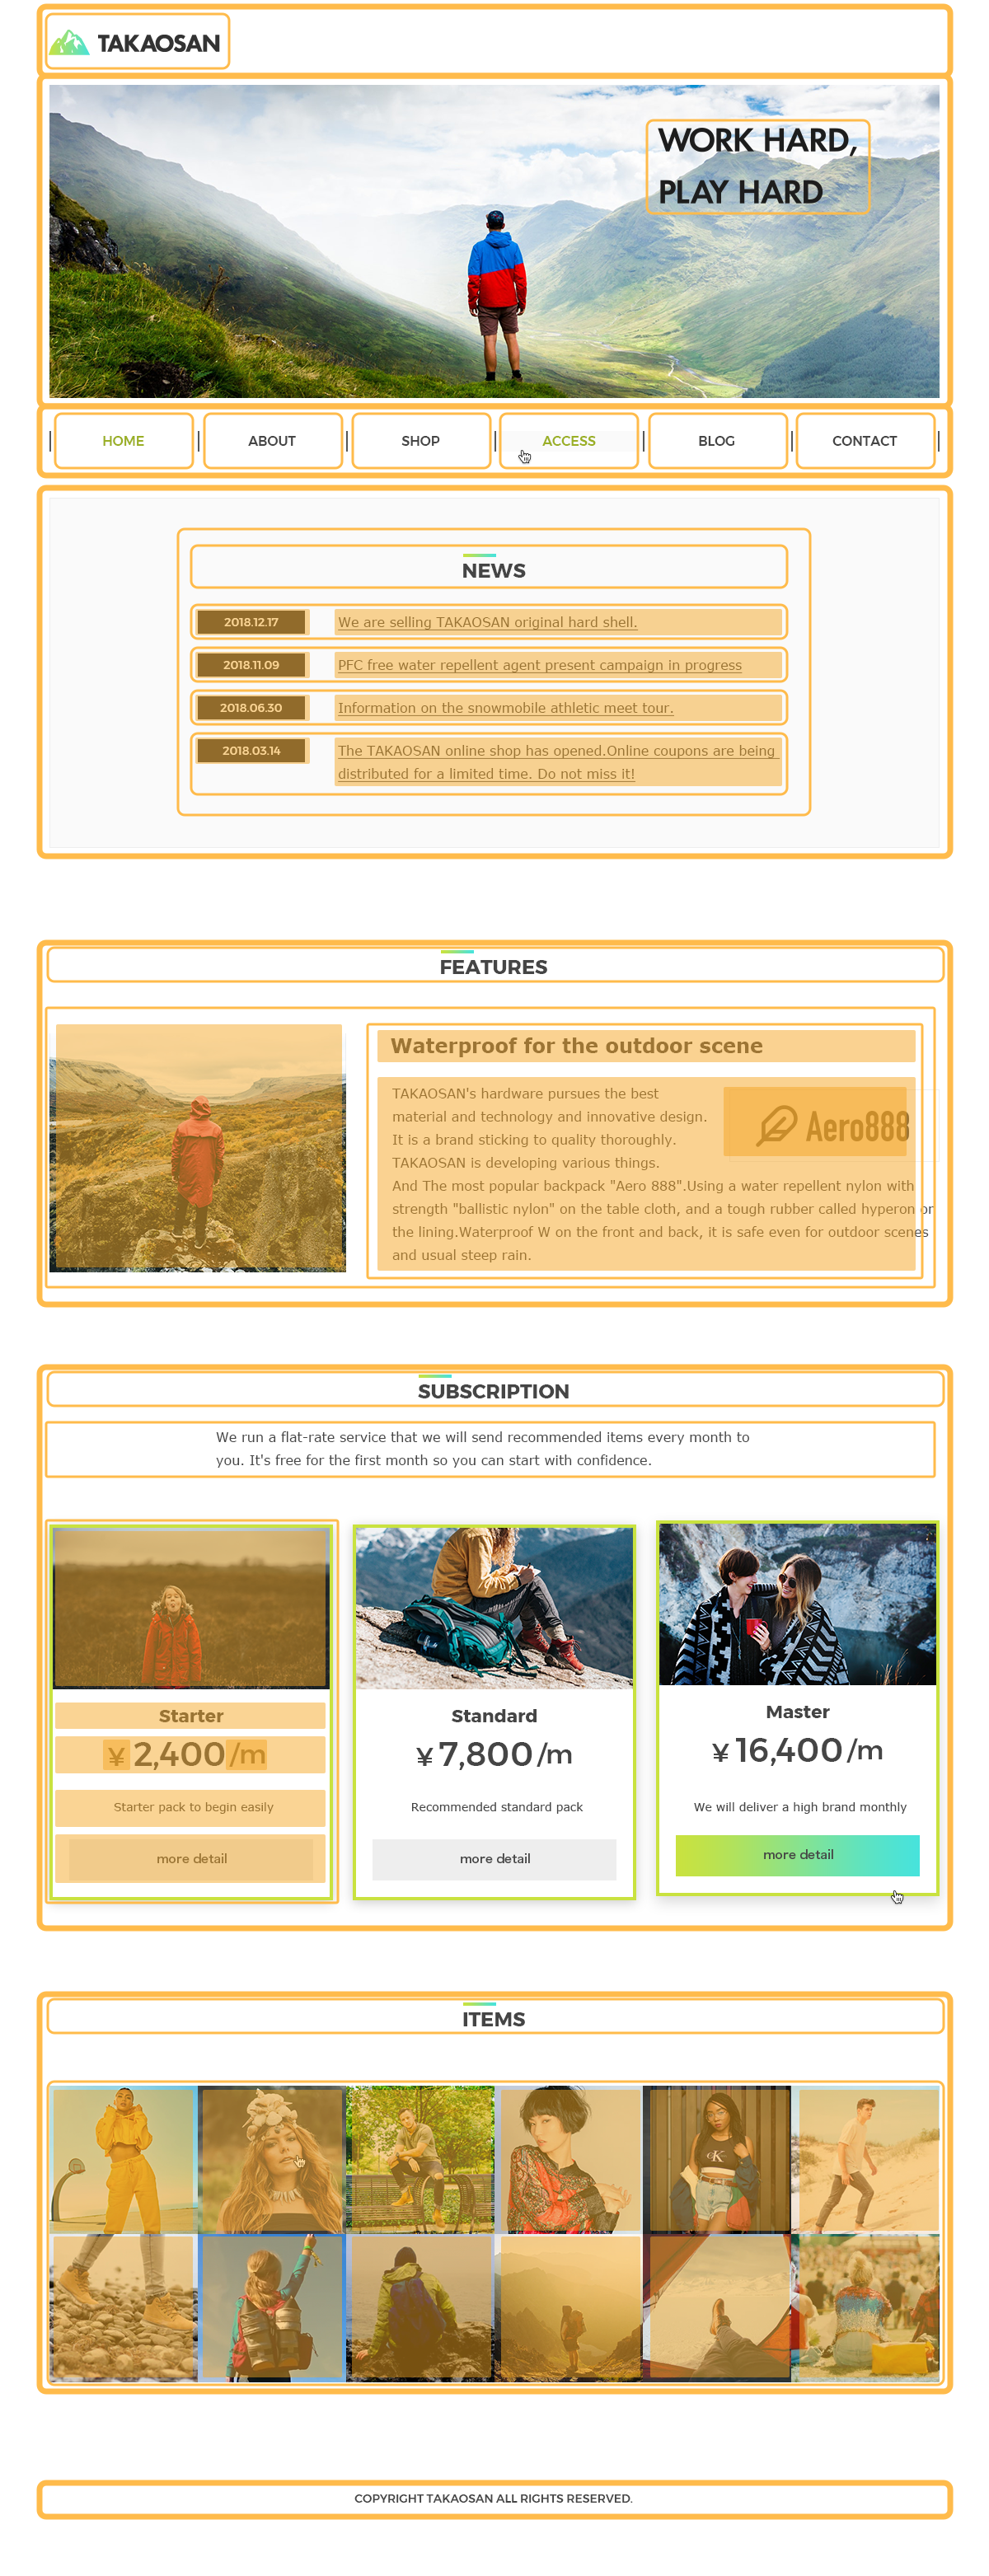 TAKAOSAN
WORK HARD,
PLAY HARD
HOME
ABOUT
SHOP
ACCESS
BLOG
CONTACT
NEWS
2018.12.17
We are selling TAKAOSAN original hard shell.
2018.11.09
PFC free water repellent agent present campaign in progress
2018.06.30
Information on the snowmobile athletic meet tour.
2018.03.14
The TAKAOSAN online shop has opened.Online coupons are being
distributed for a limited time. Do not miss it!
FEATURES
Waterproof for the outdoor scene
TAKAOSAN's hardware pursues the best
material and technology and innovative design.
It is a brand sticking to quality thoroughly.
TAKAOSAN is developing various things.
Aero888
And The most popular backpack "Aero 888".Using a water repellent nylon with
strength "ballistic nylon" on the table cloth, and a tough rubber called hyperon or
the lining.Waterproof W on the front and back, it is safe even for outdoor scenes
and usual steep rain.
SUBSCRIPTION
We run a flat-rate service that we will send recommended items every month to
you. It's free for the first month so you can start with confidence.
Starter
¥2,400/m
Starter pack to begin easily
more detail
Standard
¥7,800/m
Recommended standard pack
more detail
Master
¥16,400/m
We will deliver a high brand monthly
more detail
ITEMS
COPYRIGHT TAKAOSAN ALL RIGHTS RESERVED.